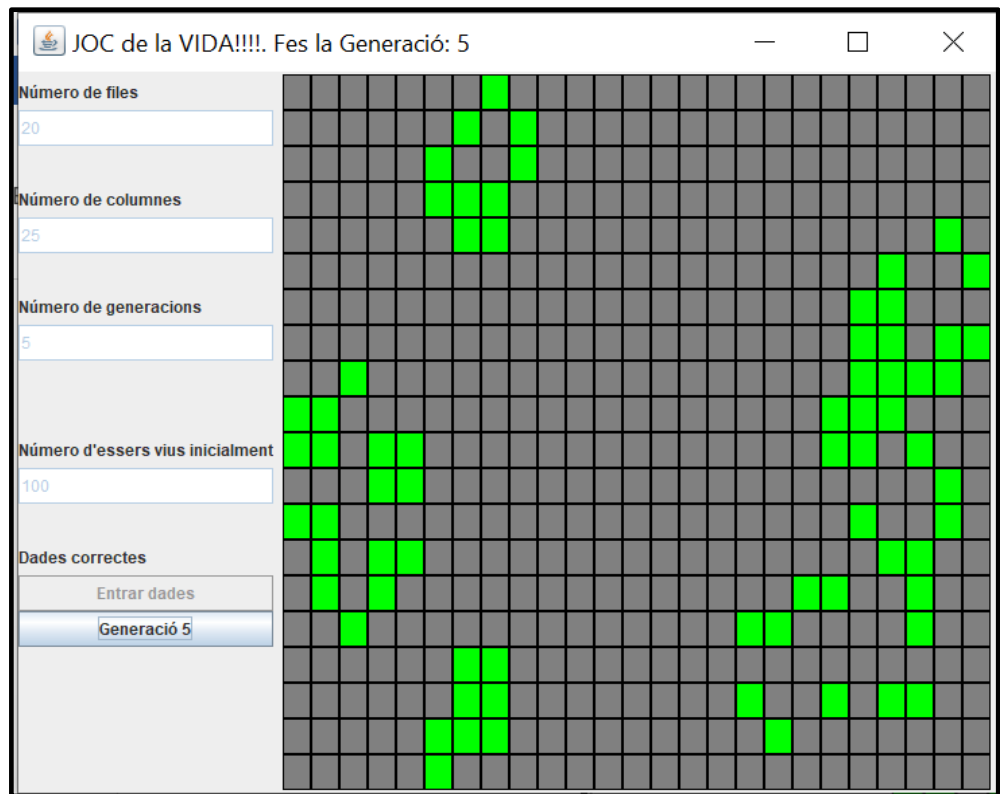 JOC de la VIDA!!!!. Fes la Generació: 5
Número de files
20
Número de columnes
25
Número de generacions
5
Número d'essers vius inicialment
100
Dades correctes
Entrar dades
Generació 5